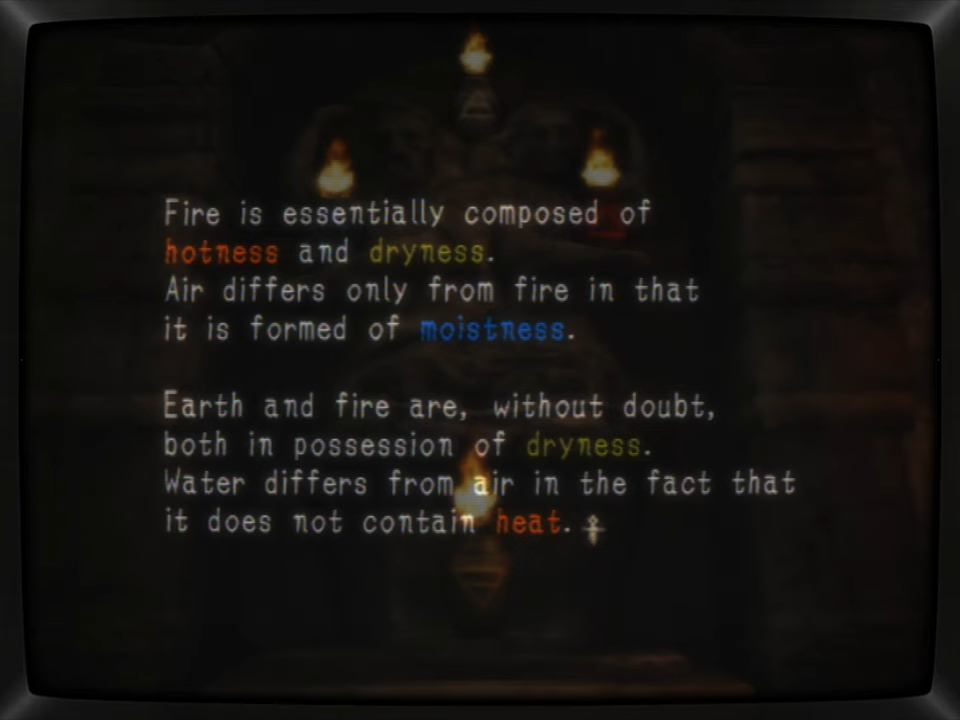 Fire is essentially composed of
hotness and dryness.
Air differs only from fire in that
it is formed of moistness.
Earth and fire are, without doubt,
both in possession of dryness.
Water differs from air in the fact that
it does not contain heat.